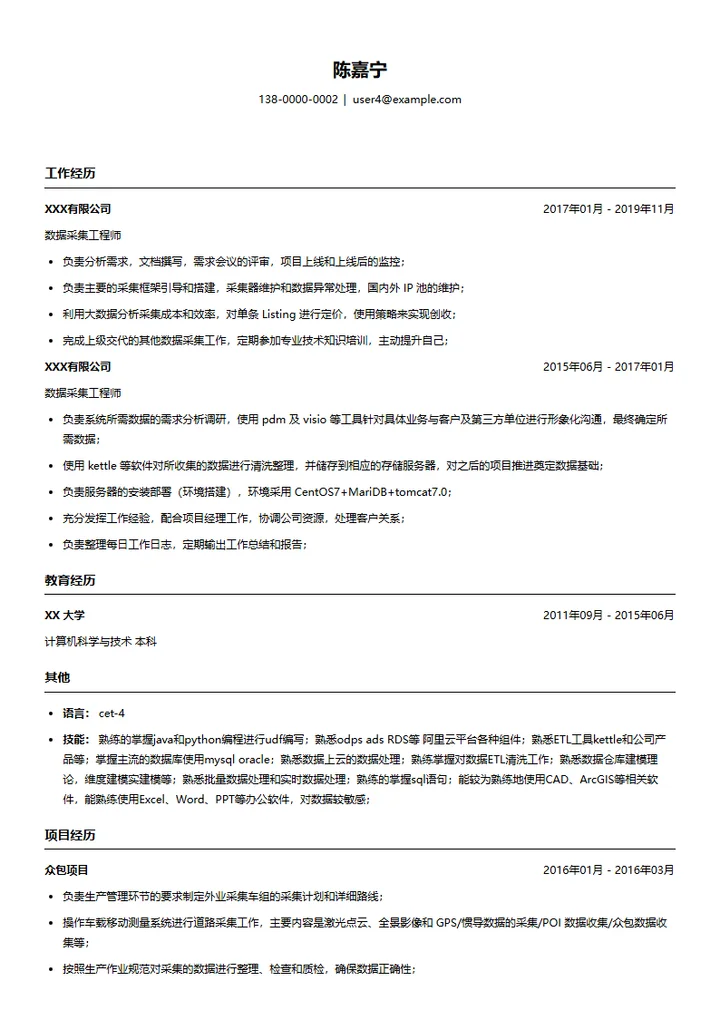 陈嘉宁
138-0000-0002 | user4@example.com
工作经历
XXX有限公司 2017年01月 - 2019年11月
数据采集工程师
• 负责分析需求，文档撰写，需求会议的评审，项目上线和上线后的监控；
• 负责主要的采集框架引导和搭建，采集器维护和数据异常处理，国内外 IP 池的维护；
• 利用大数据分析采集成本和效率，对单条 Listing 进行定价，使用策略来实现创收；
• 完成上级交代的其他数据采集工作，定期参加专业技术知识培训，主动提升自己；
XXX有限公司 2015年06月 - 2017年01月
数据采集工程师
• 负责系统所需数据的需求分析调研，使用 pdm 及 visio 等工具针对具体业务与客户及第三方单位进行形象化沟通，最终确定所
需数据；
• 使用 kettle 等软件对所收集的数据进行清洗整理，并储存到相应的存储服务器，对之后的项目推进奠定数据基础；
• 负责服务器的安装部署（环境搭建），环境采用 CentOS7+MariDB+tomcat7.0；
• 充分发挥工作经验，配合项目经理工作，协调公司资源，处理客户关系；
• 负责整理每日工作日志，定期输出工作总结和报告；
教育经历
XX 大学 2011年09月 - 2015年06月
计算机科学与技术 本科
其他
• 语言： cet-4
• 技能： 熟练的掌握java和python编程进行udf编写；熟悉odps ads RDS等 阿里云平台各种组件；熟悉ETL工具kettle和公司产
品等；掌握主流的数据库使用mysql oracle；熟悉数据上云的数据处理；熟练掌握对数据ETL清洗工作；熟悉数据仓库建模理
论，维度建模实建模等；熟悉批量数据处理和实时数据处理；熟练的掌握sql语句；能较为熟练地使用CAD、ArcGIS等相关软
件，能熟练使用Excel、Word、PPT等办公软件，对数据较敏感；
项目经历
众包项目 2016年01月 - 2016年03月
• 负责生产管理环节的要求制定外业采集车组的采集计划和详细路线；
• 操作车载移动测量系统进行道路采集工作，主要内容是激光点云、全景影像和 GPS/惯导数据的采集/POI 数据收集/众包数据收
集等；
• 按照生产作业规范对采集的数据进行整理、检查和质检，确保数据正确性；